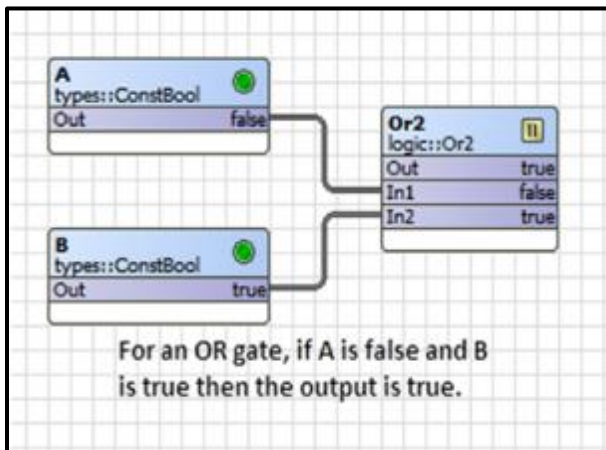 A
types::ConstBool
Out false
Or2
logic::Or2
Out true
In1 false
In2 true
B
types::ConstBool
Out true
For an OR gate, if A is false and B
is true then the output is true.